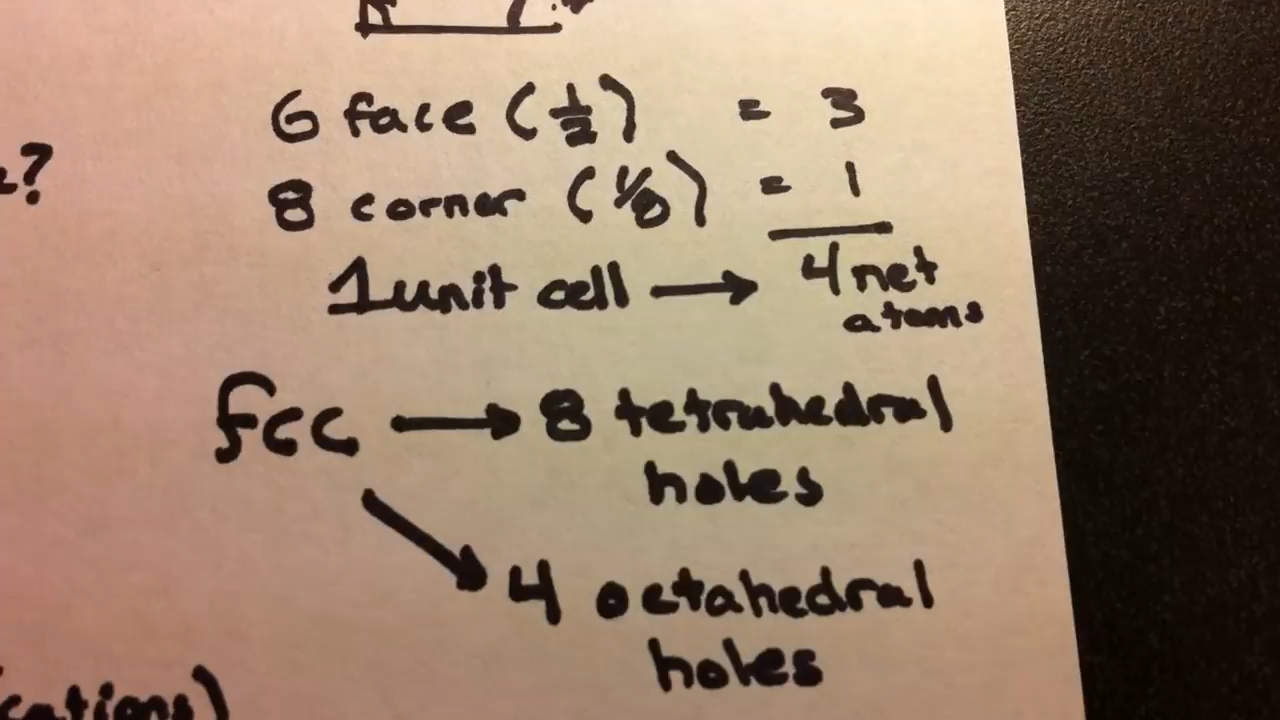 6 face (1/2) = 3
?
8 corner (1/8) = 1
1 unit cell → 4 net
atoms
fcc → 8 tetrahedral
holes
4 octahedral
holes
cations)